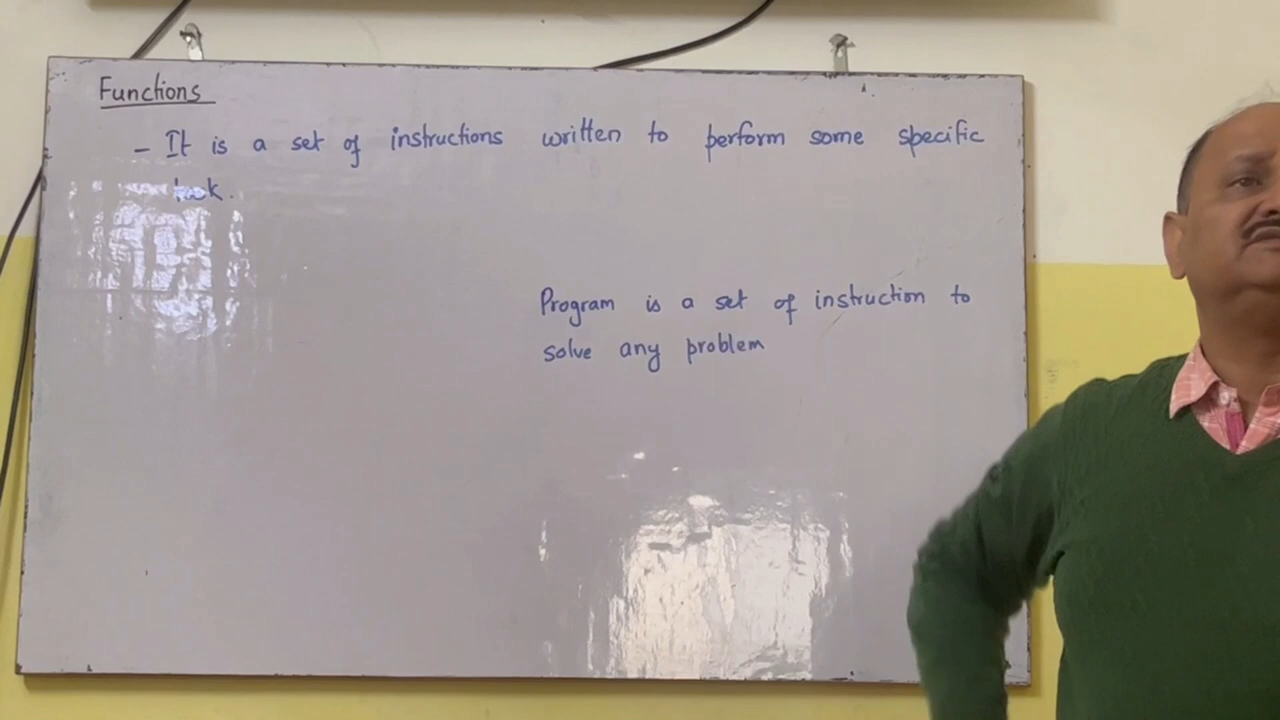 Functions
- It is a set of instructions written to perform some specific
task.
Program is a set of instruction to
solve any problem